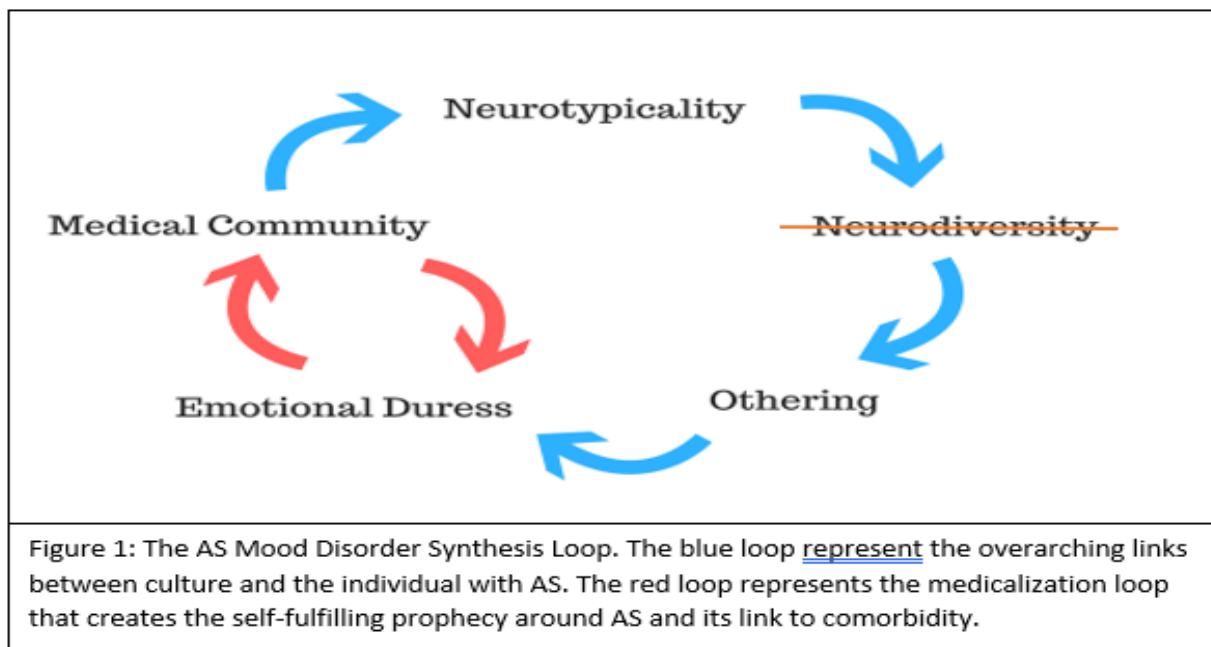 Neurotypicality
Medical Community
Neurodiversity
Emotional Duress
Othering
Figure 1: The AS Mood Disorder Synthesis Loop. The blue loop represent the overarching links
between culture and the individual with AS. The red loop represents the medicalization loop
that creates the self-fulfilling prophecy around AS and its link to comorbidity.